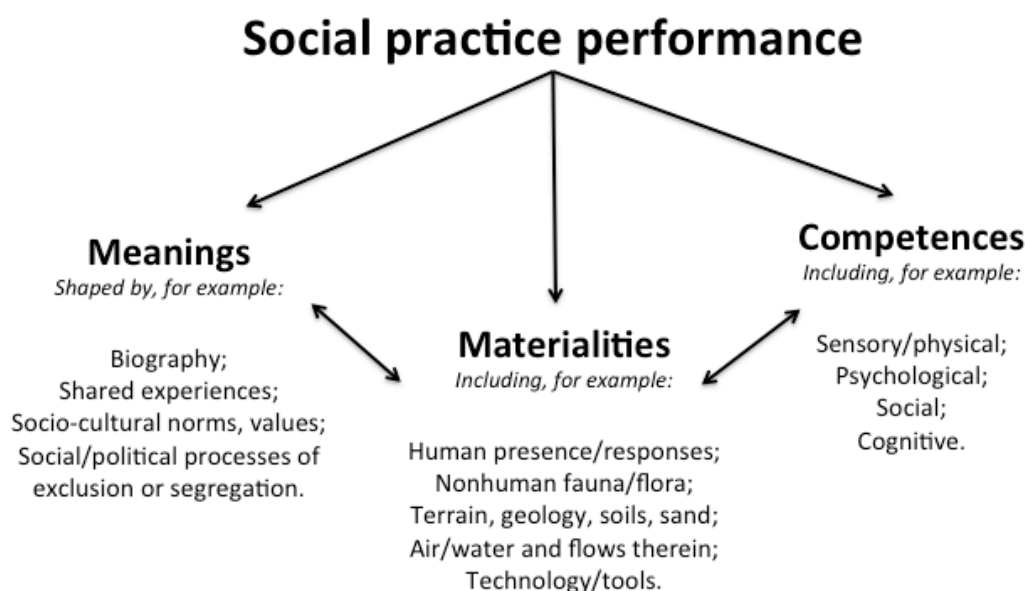 Social practice performance
Meanings
Shaped by, for example:
Biography;
Shared experiences;
Socio-cultural norms, values;
Social/political processes of
exclusion or segregation.
Materialities
Including, for example:
Human presence/responses;
Nonhuman fauna/flora;
Terrain, geology, soils, sand;
Air/water and flows therein;
Technology/tools.
Competences
Including, for example:
Sensory/physical;
Psychological;
Social;
Cognitive.